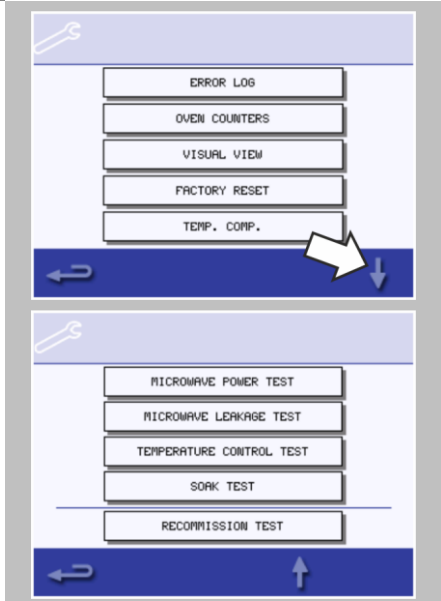 ERROR LOG
OVEN COUNTERS
VISUAL VIEW
FACTORY RESET
TEMP. COMP.
MICROWAVE POWER TEST
MICROWAVE LEAKAGE TEST
TEMPERATURE CONTROL TEST
SOAK TEST
RECOMMISSION TEST